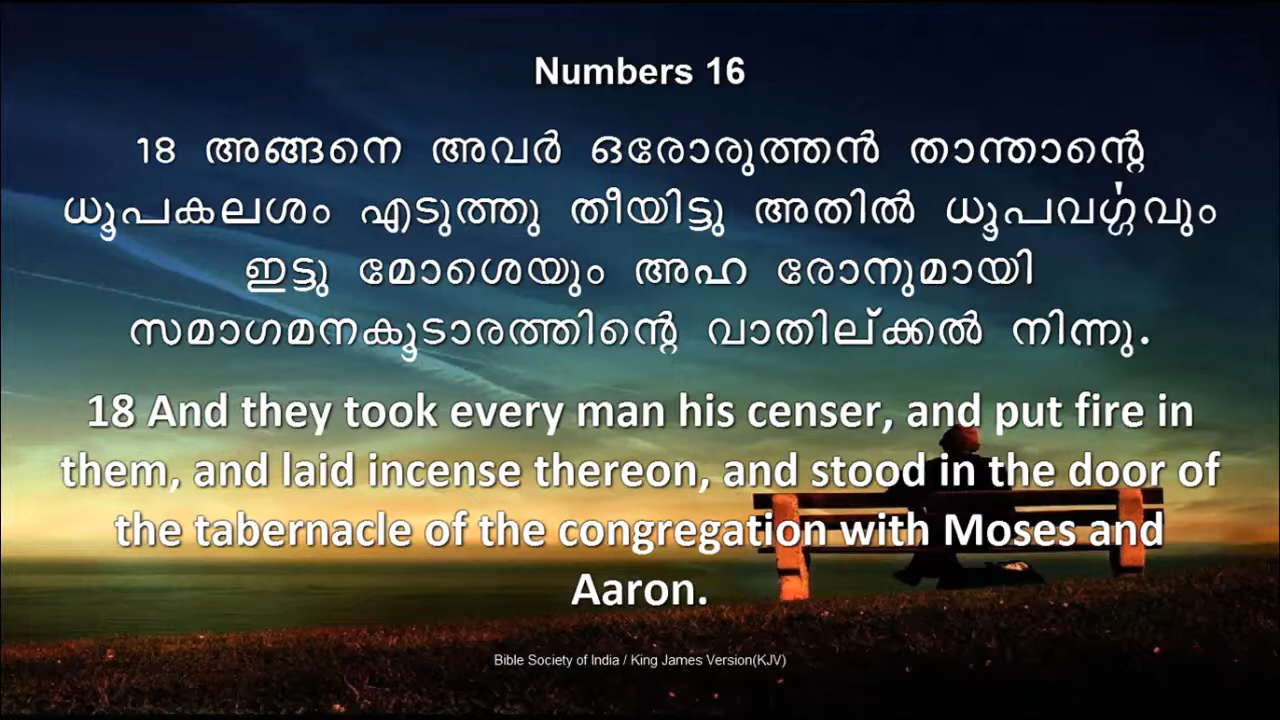 Numbers 16
18 അങ്ങനെ അവർ ഒരോരുത്തൻ താന്താന്റെ
ധൂപകലശം എടുത്തു തീയിട്ടു അതിൽ ധൂപവൎഗ്ഗവും
ഇട്ടു മോശെയും അഹ രോനുമായി
സമാഗമനകൂടാരത്തിന്റെ വാതില്ക്കൽ നിന്നു.
18 And they took every man his censer, and put fire in
them, and laid incense thereon, and stood in the door of
the tabernacle of the congregation with Moses and
Aaron.
Bible Society of India / King James Version(KJV)